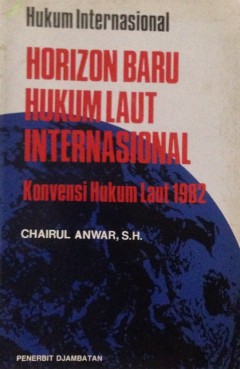 Hukum Internasional
HORIZON BARU
HUKUM LAUT
INTERNASIONAL
Konvensi Hukum Laut 1982
CHAIRUL ANWAR, S.H.
PENERBIT DJAMBATAN